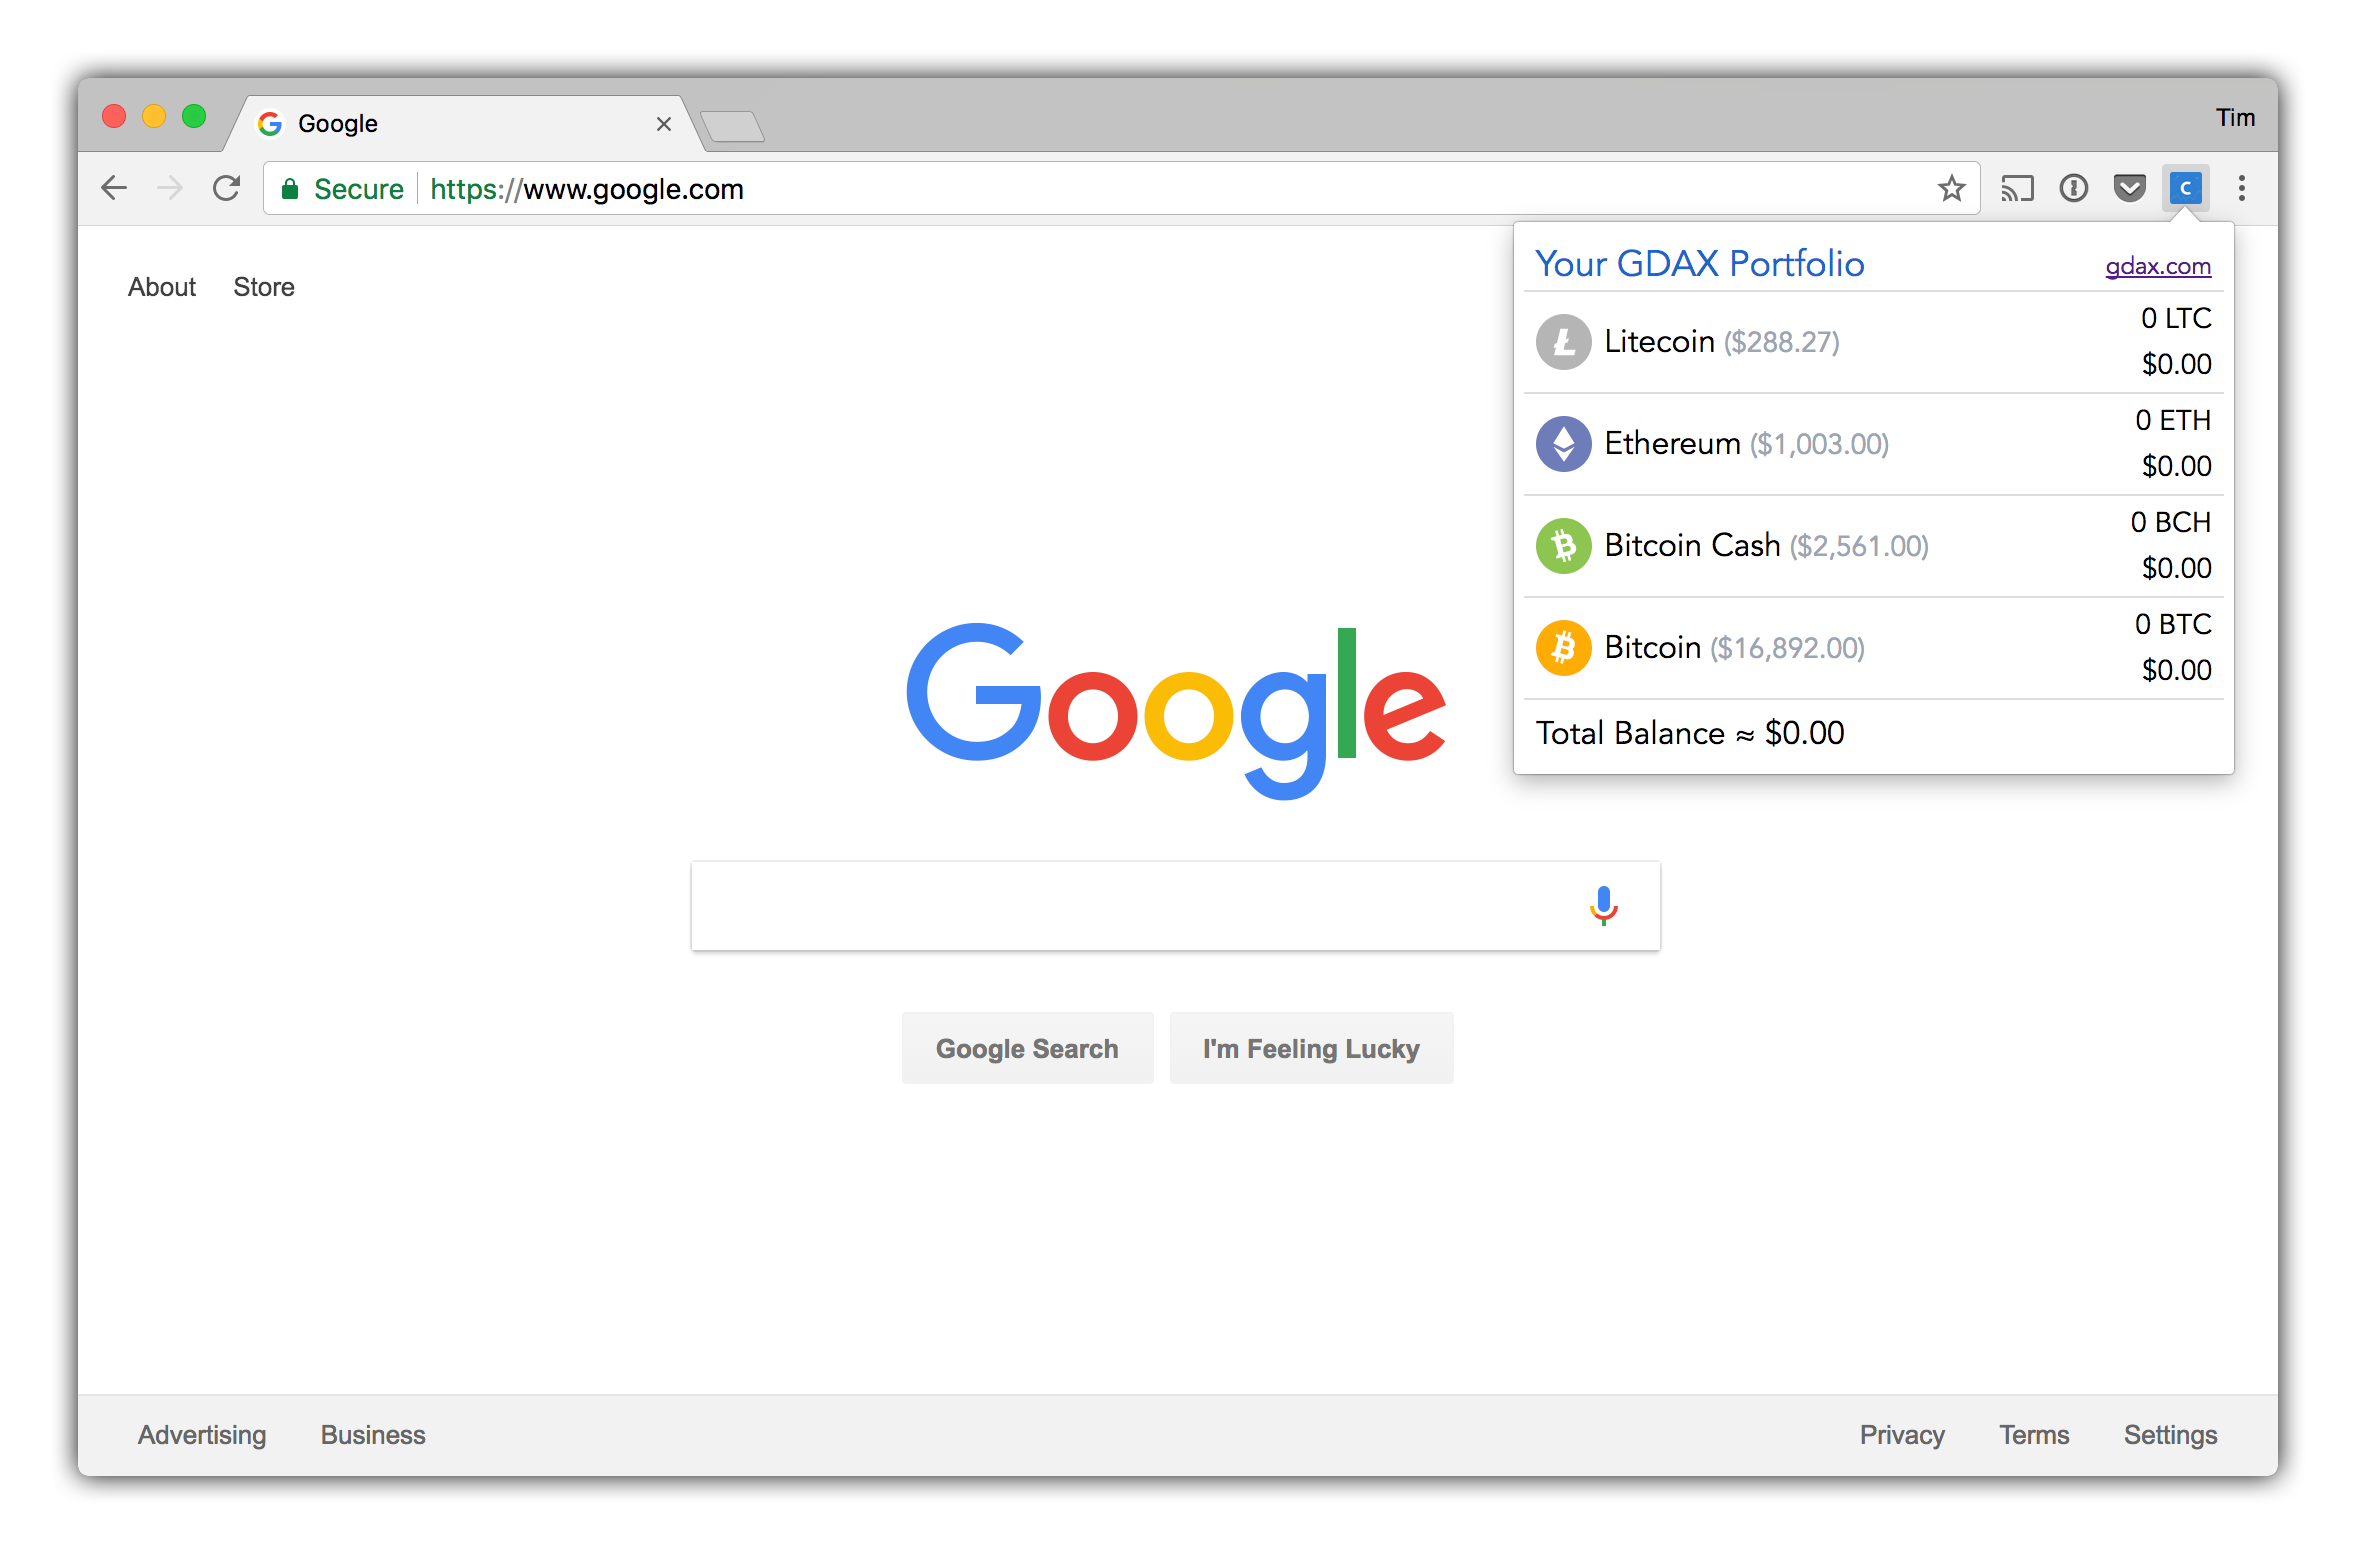 Google
Tim
Secure https://www.google.com
C
About Store
Your GDAX Portfolio gdax.com
Litecoin ($288.27) 0 LTC
$0.00
Ethereum ($1,003.00) 0 ETH
$0.00
Bitcoin Cash ($2,561.00) 0 BCH
$0.00
Bitcoin ($16,892.00) 0 BTC
$0.00
Total Balance ≈ $0.00
Google
Google Search I'm Feeling Lucky
Advertising Business Privacy Terms Settings